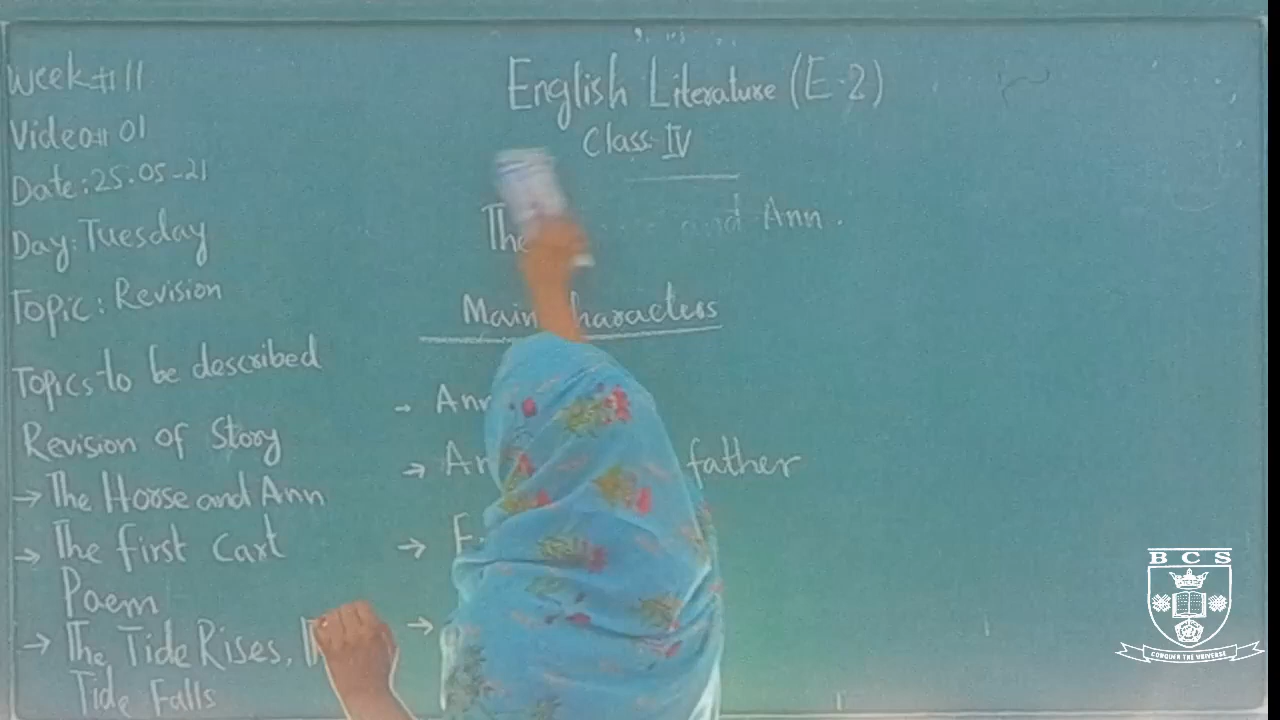 Week#11
Video# 01
Date: 25.05-21
Day: Tuesday
Topic: Revision
Topics to be described
Revision of Story
→ The Horse and Ann
→ The first Cart
Poem
→ The Tide Rises,
Tide Falls
English Literature (E-2)
Class-IV
The and Ann.
Main haracters
→ Ann
→ An father
→
→
BCS
CONQUER THE UNIVERSE